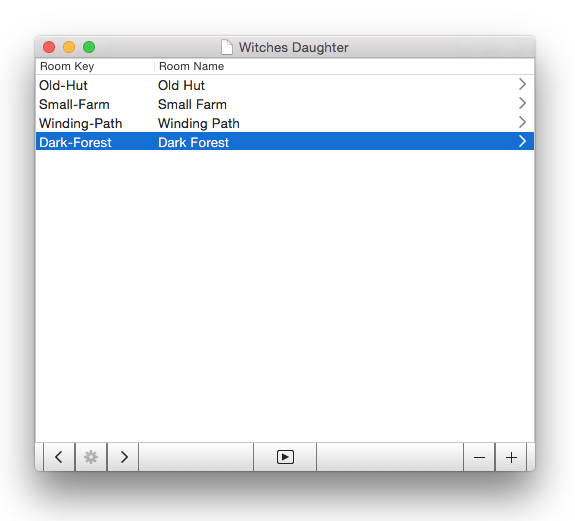 Witches Daughter
Room Key Room Name
Old-Hut Old Hut
Small-Farm Small Farm
Winding-Path Winding Path
Dark-Forest Dark Forest